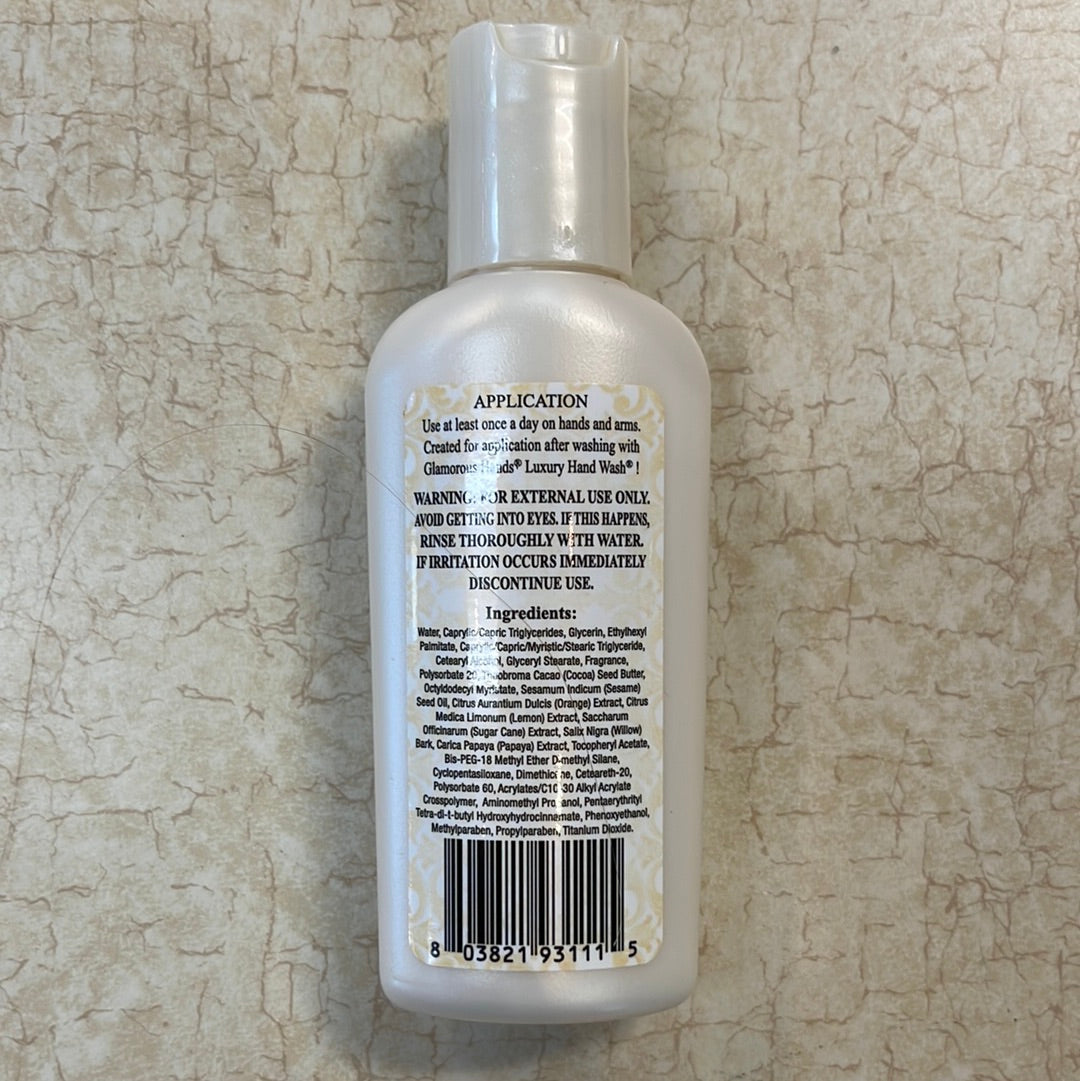 APPLICATION
Use at least once a day on hands and arms.
Created for application after washing with
Glamorous Hands® Luxury Hand Wash® !
WARNING: FOR EXTERNAL USE ONLY.
AVOID GETTING INTO EYES. IF THIS HAPPENS,
RINSE THOROUGHLY WITH WATER.
IF IRRITATION OCCURS IMMEDIATELY
DISCONTINUE USE.
Ingredients:
Water, Caprylic/Capric Triglycerides, Glycerin, Ethylhexyl
Palmitate, Caprylic/Capric/Myristic/Stearic Triglyceride,
Cetearyl Alcohol, Glyceryl Stearate, Fragrance,
Polysorbate 20, Theobroma Cacao (Cocoa) Seed Butter,
Octyldodecyl Myristate, Sesamum Indicum (Sesame)
Seed Oil, Citrus Aurantium Dulcis (Orange) Extract, Citrus
Medica Limonum (Lemon) Extract, Saccharum
Officinarum (Sugar Cane) Extract, Salix Nigra (Willow)
Bark, Carica Papaya (Papaya) Extract, Tocopheryl Acetate,
Bis-PEG-18 Methyl Ether Dimethyl Silane,
Cyclopentasiloxane, Dimethicone, Ceteareth-20,
Polysorbate 60, Acrylates/C10-30 Alkyl Acrylate
Crosspolymer, Aminomethyl Propanol, Pentaerythrityl
Tetra-di-t-butyl Hydroxyhydrocinnamate, Phenoxyethanol,
Methylparaben, Propylparaben, Titanium Dioxide.
8 03821 93111 5